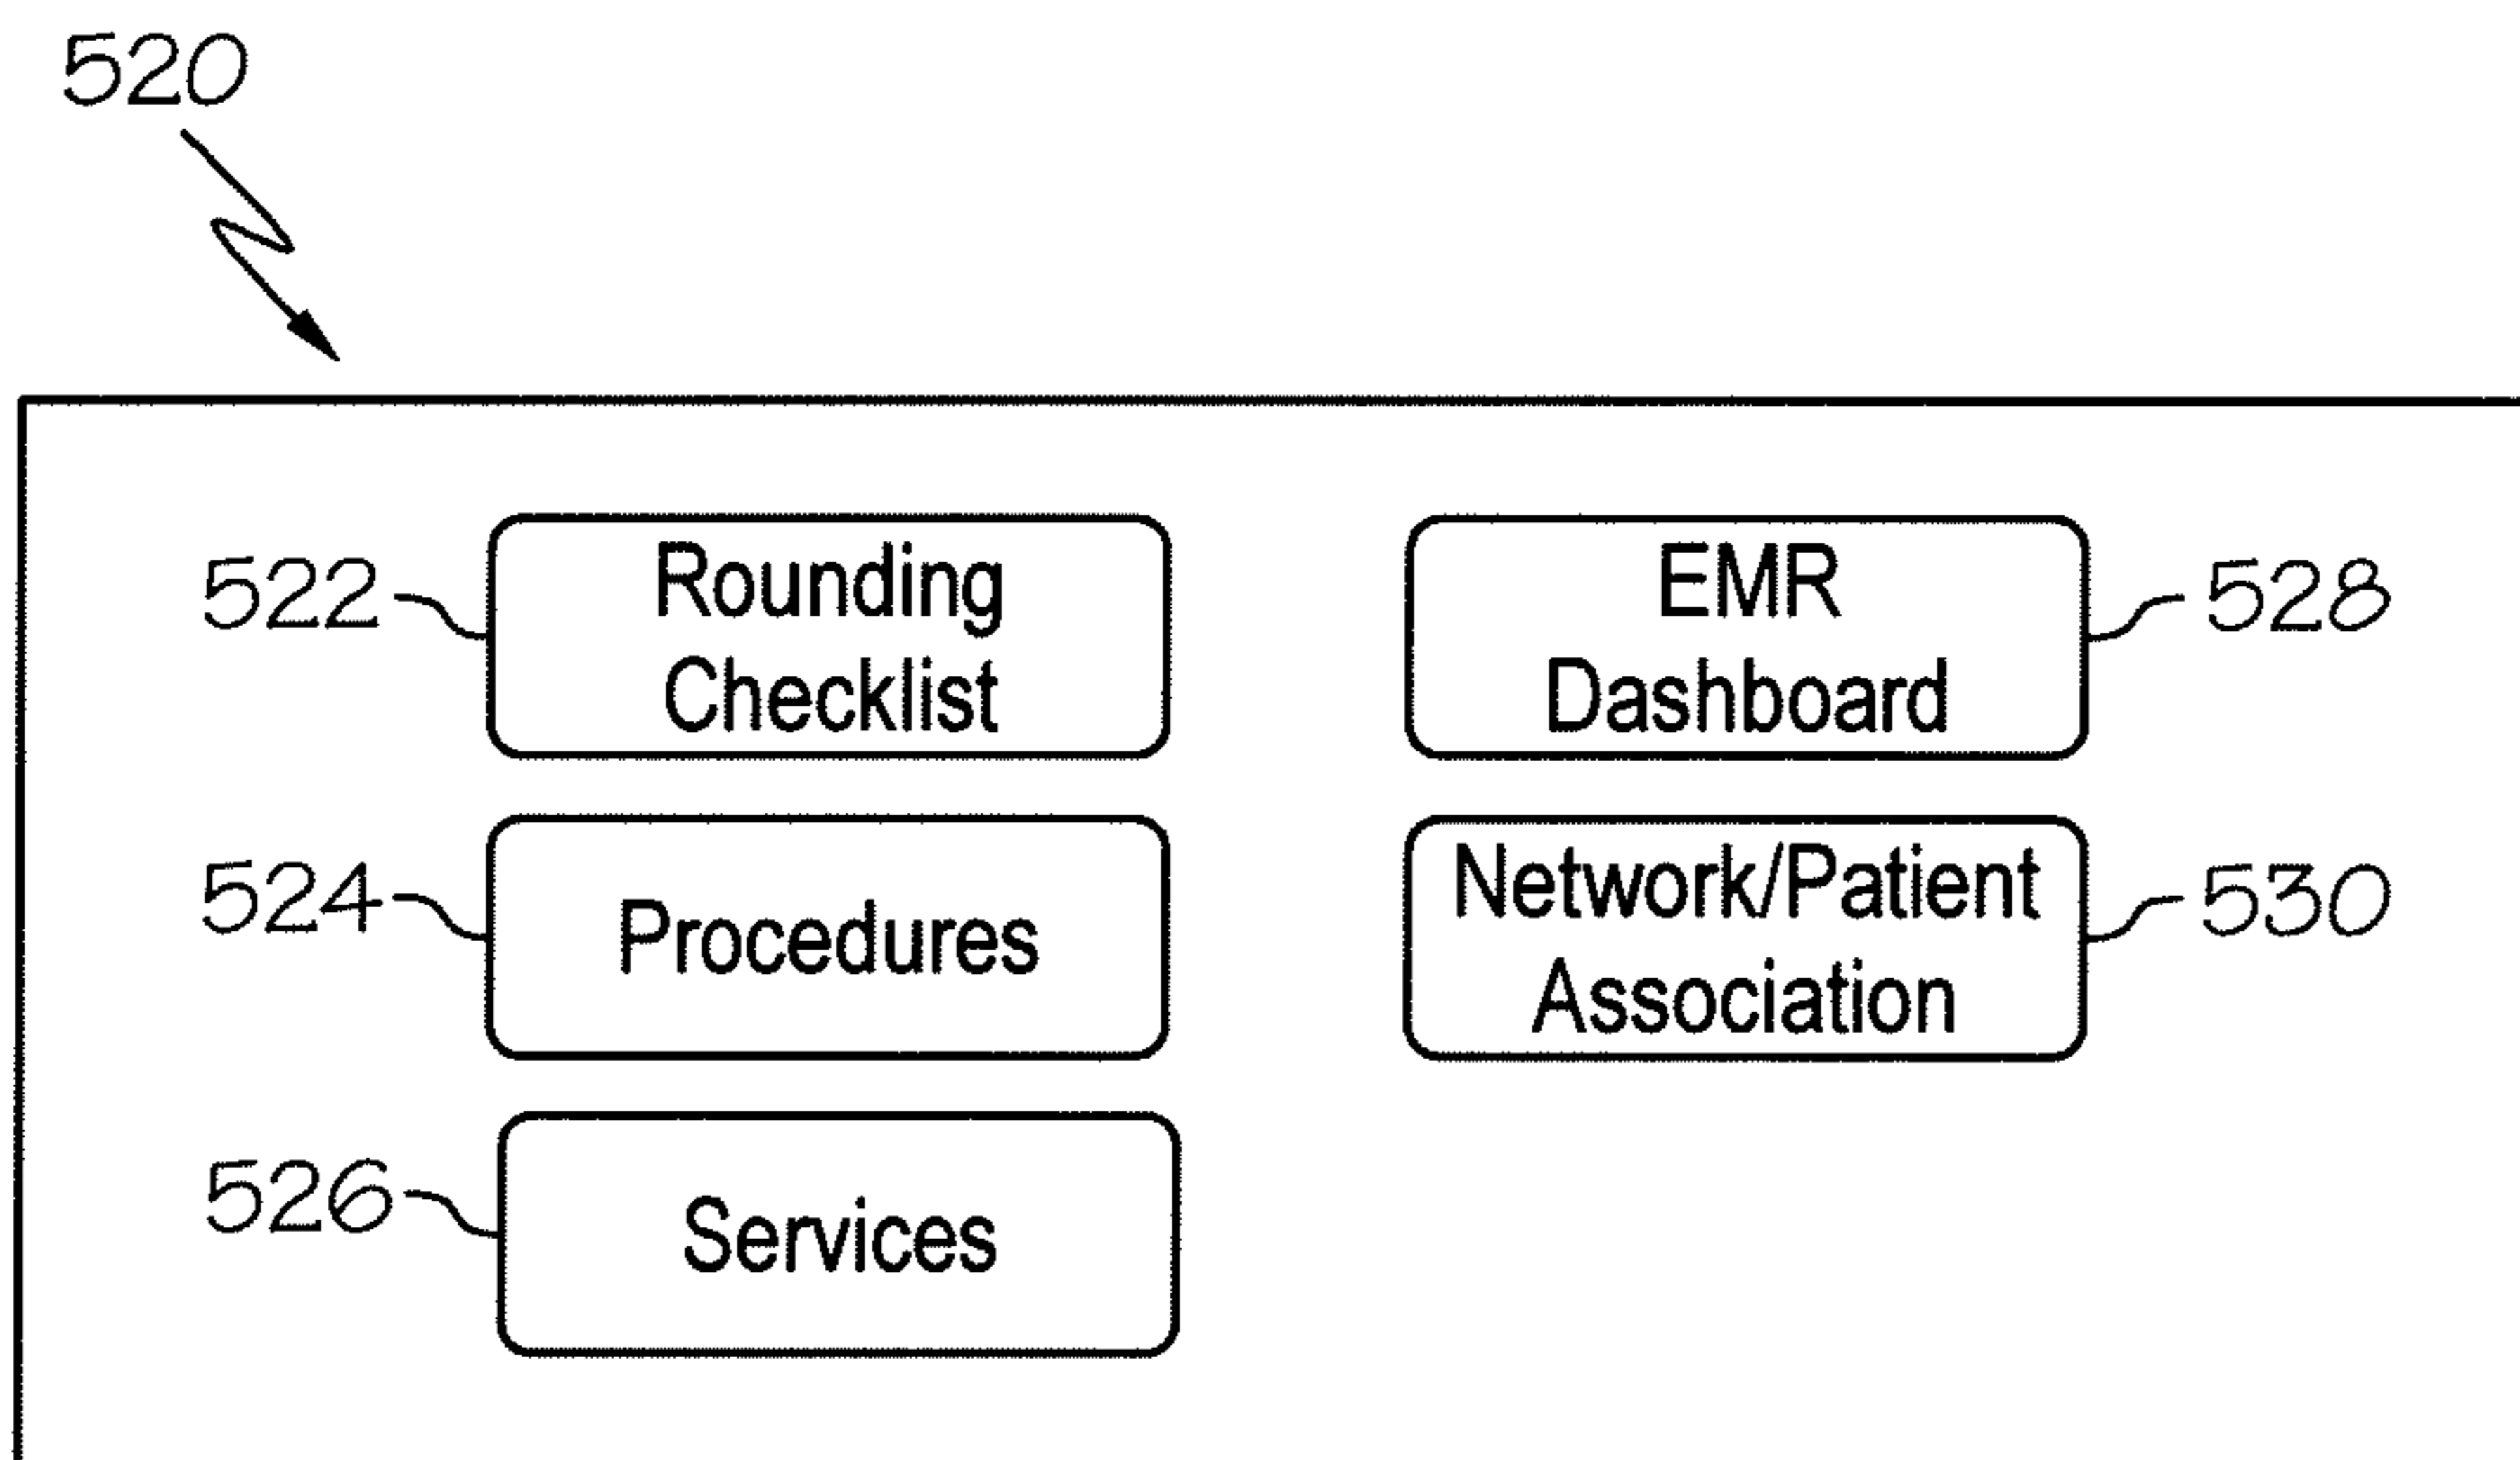 520
522
Rounding
Checklist
EMR
Dashboard
528
524
Procedures
Network/Patient
Association
530
526
Services